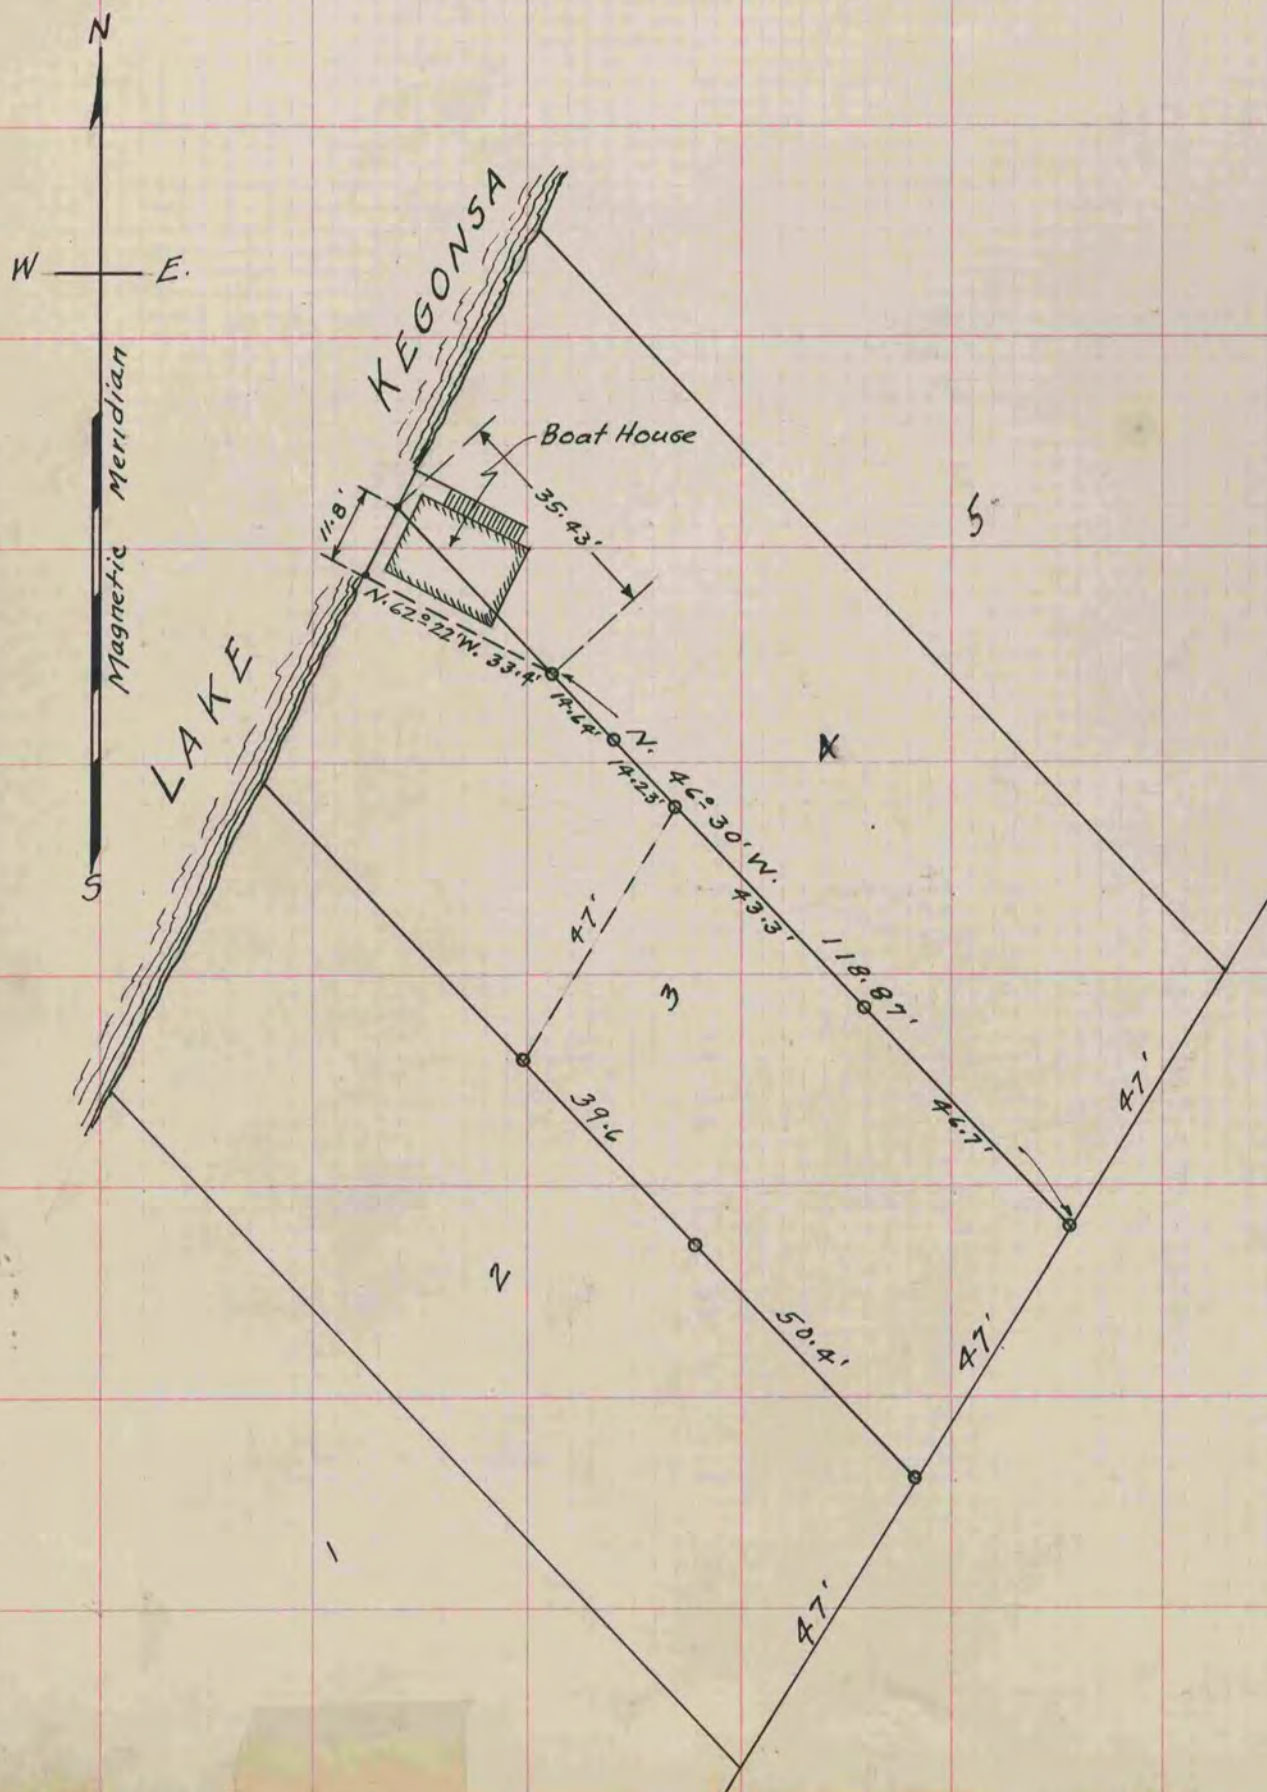 N
W
E.
S
Magnetic Meridian
LAKE KEGONSA
Boat House
35.43'
11.8'
N. 62° 22' W. 33.4'
14.64'
14.23'
N. 46° 30' W. 118.87'
43.3'
46.7'
47'
39.6
50.4'
47'
47'
47'
5
4
3
2
1